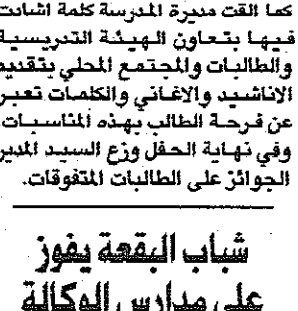 كما القت مديرة المدرسة كلمة اشادت
فيها بتعاون الهيئة التدريسية
والطالبات والمجتمع المحلي بتقديم
الاناشيد والاغاني والكلمات تعبر
عن فرحة الطالب بهذه المناسبات.
وفي نهاية الحفل وزع السيد المدير
الجوائز على الطالبات المتفوقات.
شباب البقعة يفوز
على مدارس الوكالة